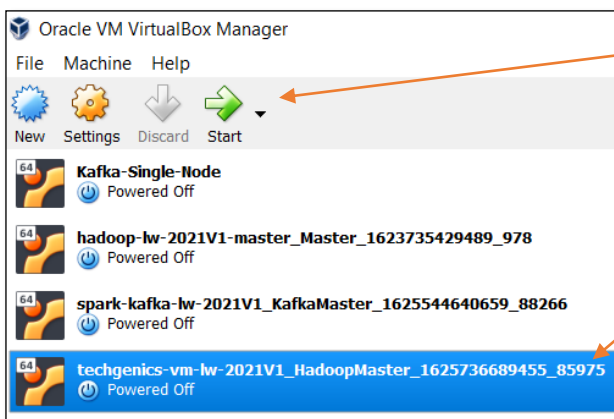 Oracle VM VirtualBox Manager
File Machine Help
New Settings Discard Start
64
Kafka-Single-Node
Powered Off
64
hadoop-lw-2021V1-master_Master_1623735429489_978
Powered Off
64
spark-kafka-lw-2021V1_KafkaMaster_1625544640659_88266
Powered Off
64
techgenics-vm-lw-2021V1_HadoopMaster_1625736689455_85975
Powered Off